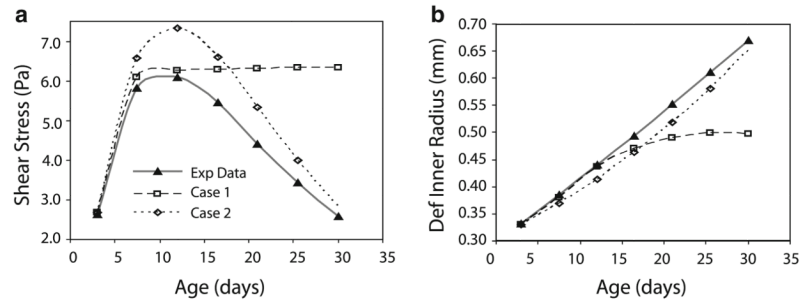 a
Shear Stress (Pa)
7.0
6.0
5.0
4.0
3.0
2.0
Exp Data
Case 1
Case 2
0 5 10 15 20 25 30 35
Age (days)
b
Def Inner Radius (mm)
0.70
0.65
0.60
0.55
0.50
0.45
0.40
0.35
0.30
0 5 10 15 20 25 30 35
Age (days)